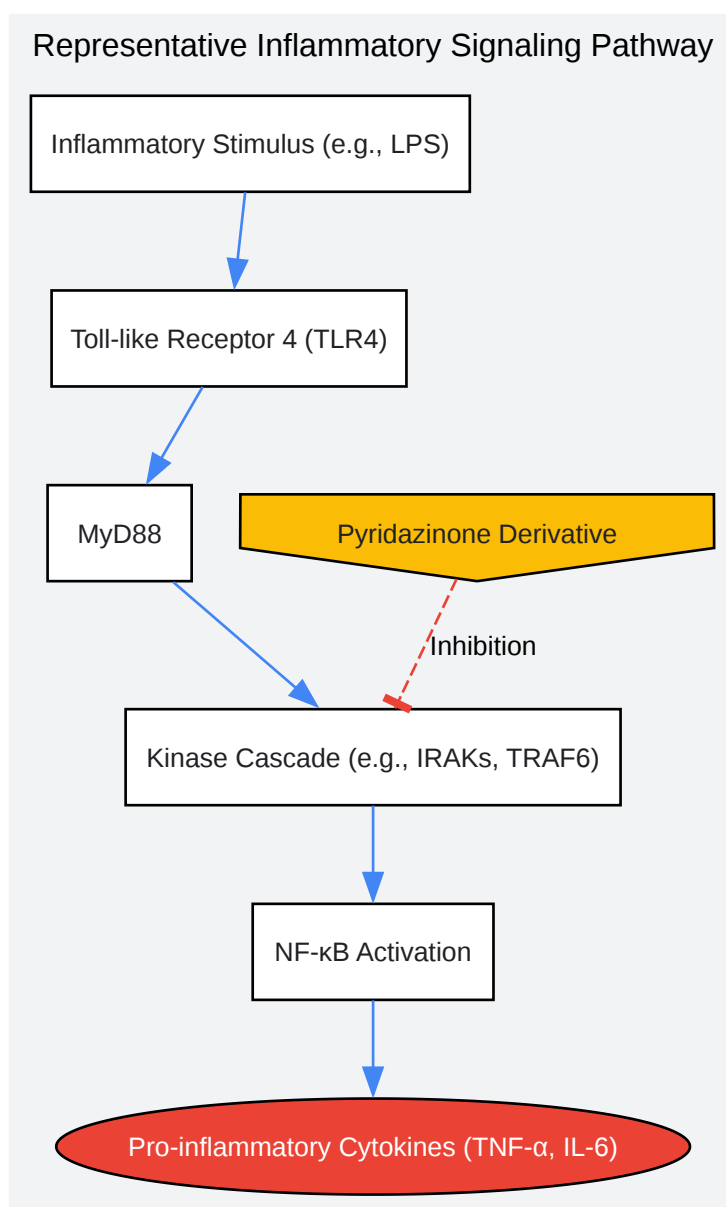 Representative Inflammatory Signaling Pathway
Inflammatory Stimulus (e.g., LPS)
Toll-like Receptor 4 (TLR4)
MyD88
Pyridazinone Derivative
Inhibition
Kinase Cascade (e.g., IRAKs, TRAF6)
NF-κB Activation
Pro-inflammatory Cytokines (TNF-α, IL-6)